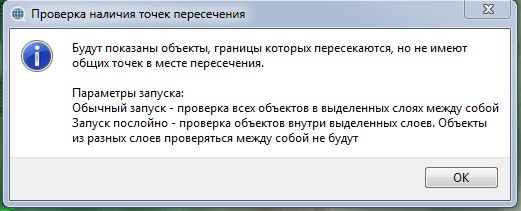 Проверка наличия точек пересечения
Будут показаны объекты, границы которых пересекаются, но не имеют
общих точек в месте пересечения.
Параметры запуска:
Обычный запуск - проверка всех объектов в выделенных слоях между собой
Запуск послойно - проверка объектов внутри выделенных слоев. Объекты
из разных слоев проверяться между собой не будут
OK